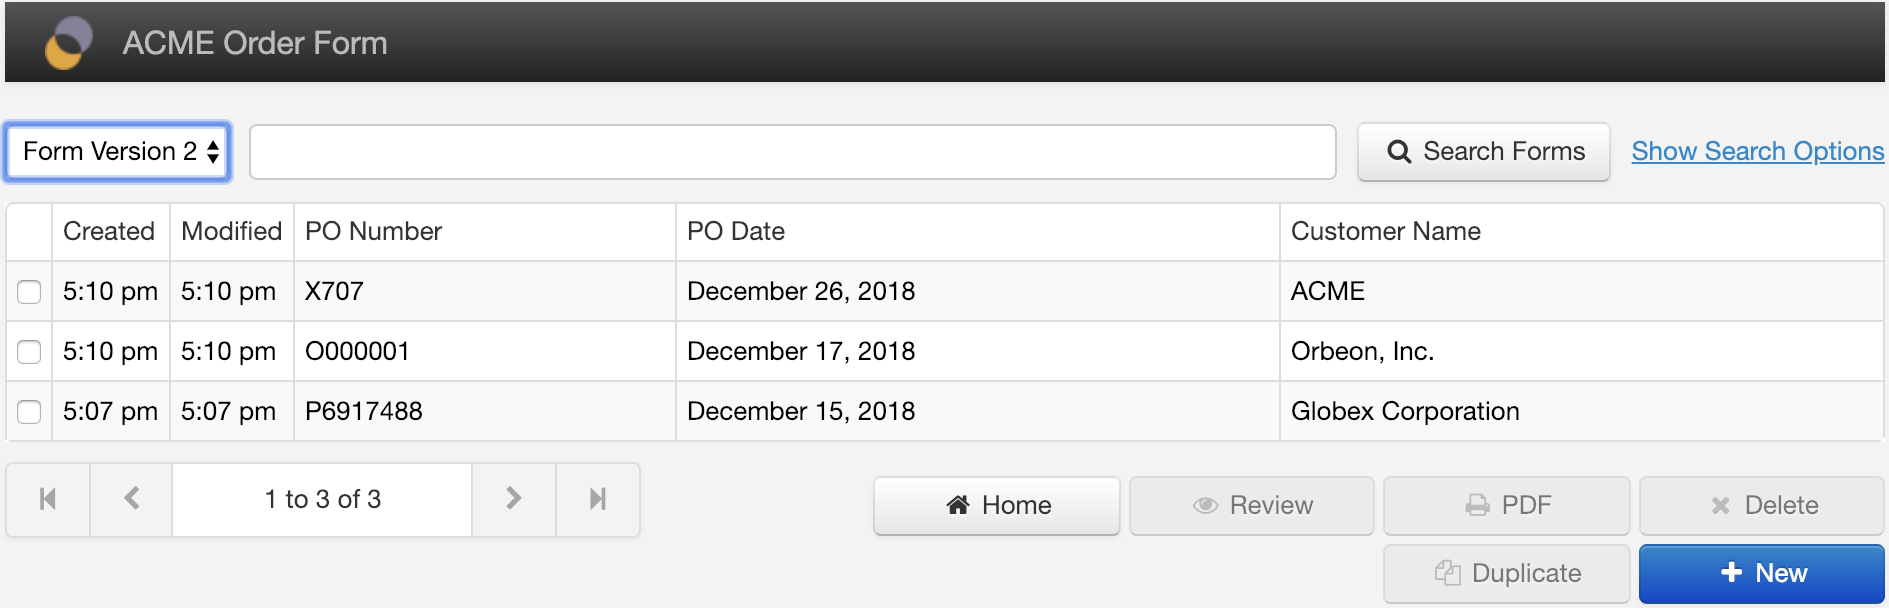 ACME Order Form
Form Version 2 Search Forms Show Search Options
Created Modified PO Number PO Date Customer Name
5:10 pm 5:10 pm X707 December 26, 2018 ACME
5:10 pm 5:10 pm O000001 December 17, 2018 Orbeon, Inc.
5:07 pm 5:07 pm P6917488 December 15, 2018 Globex Corporation
1 to 3 of 3 Home Review PDF Delete
Duplicate New